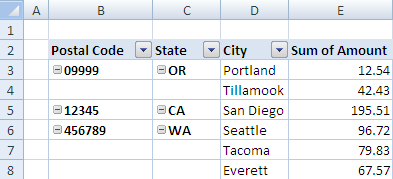 A B C D E
1
2 Postal Code State City Sum of Amount
3 09999 OR Portland 12.54
4 Tillamook 42.43
5 12345 CA San Diego 195.51
6 456789 WA Seattle 96.72
7 Tacoma 79.83
8 Everett 67.57